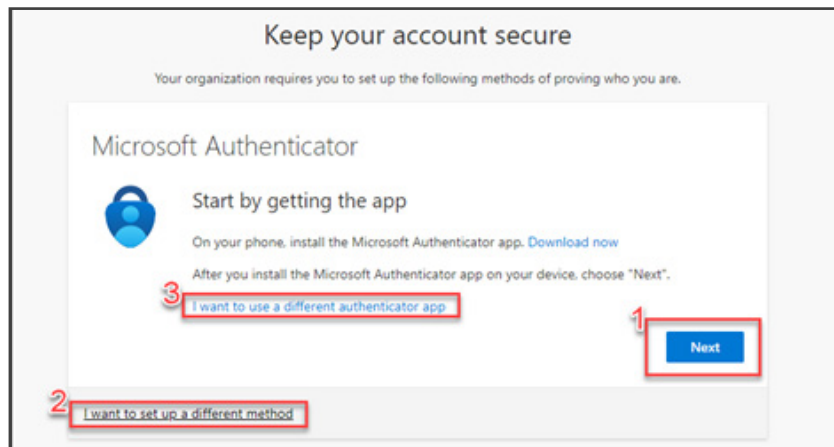 Keep your account secure
Your organization requires you to set up the following methods of proving who you are.
Microsoft Authenticator
Start by getting the app
On your phone, install the Microsoft Authenticator app. Download now
After you install the Microsoft Authenticator app on your device, choose "Next".
3 I want to use a different authenticator app
1 Next
2 I want to set up a different method